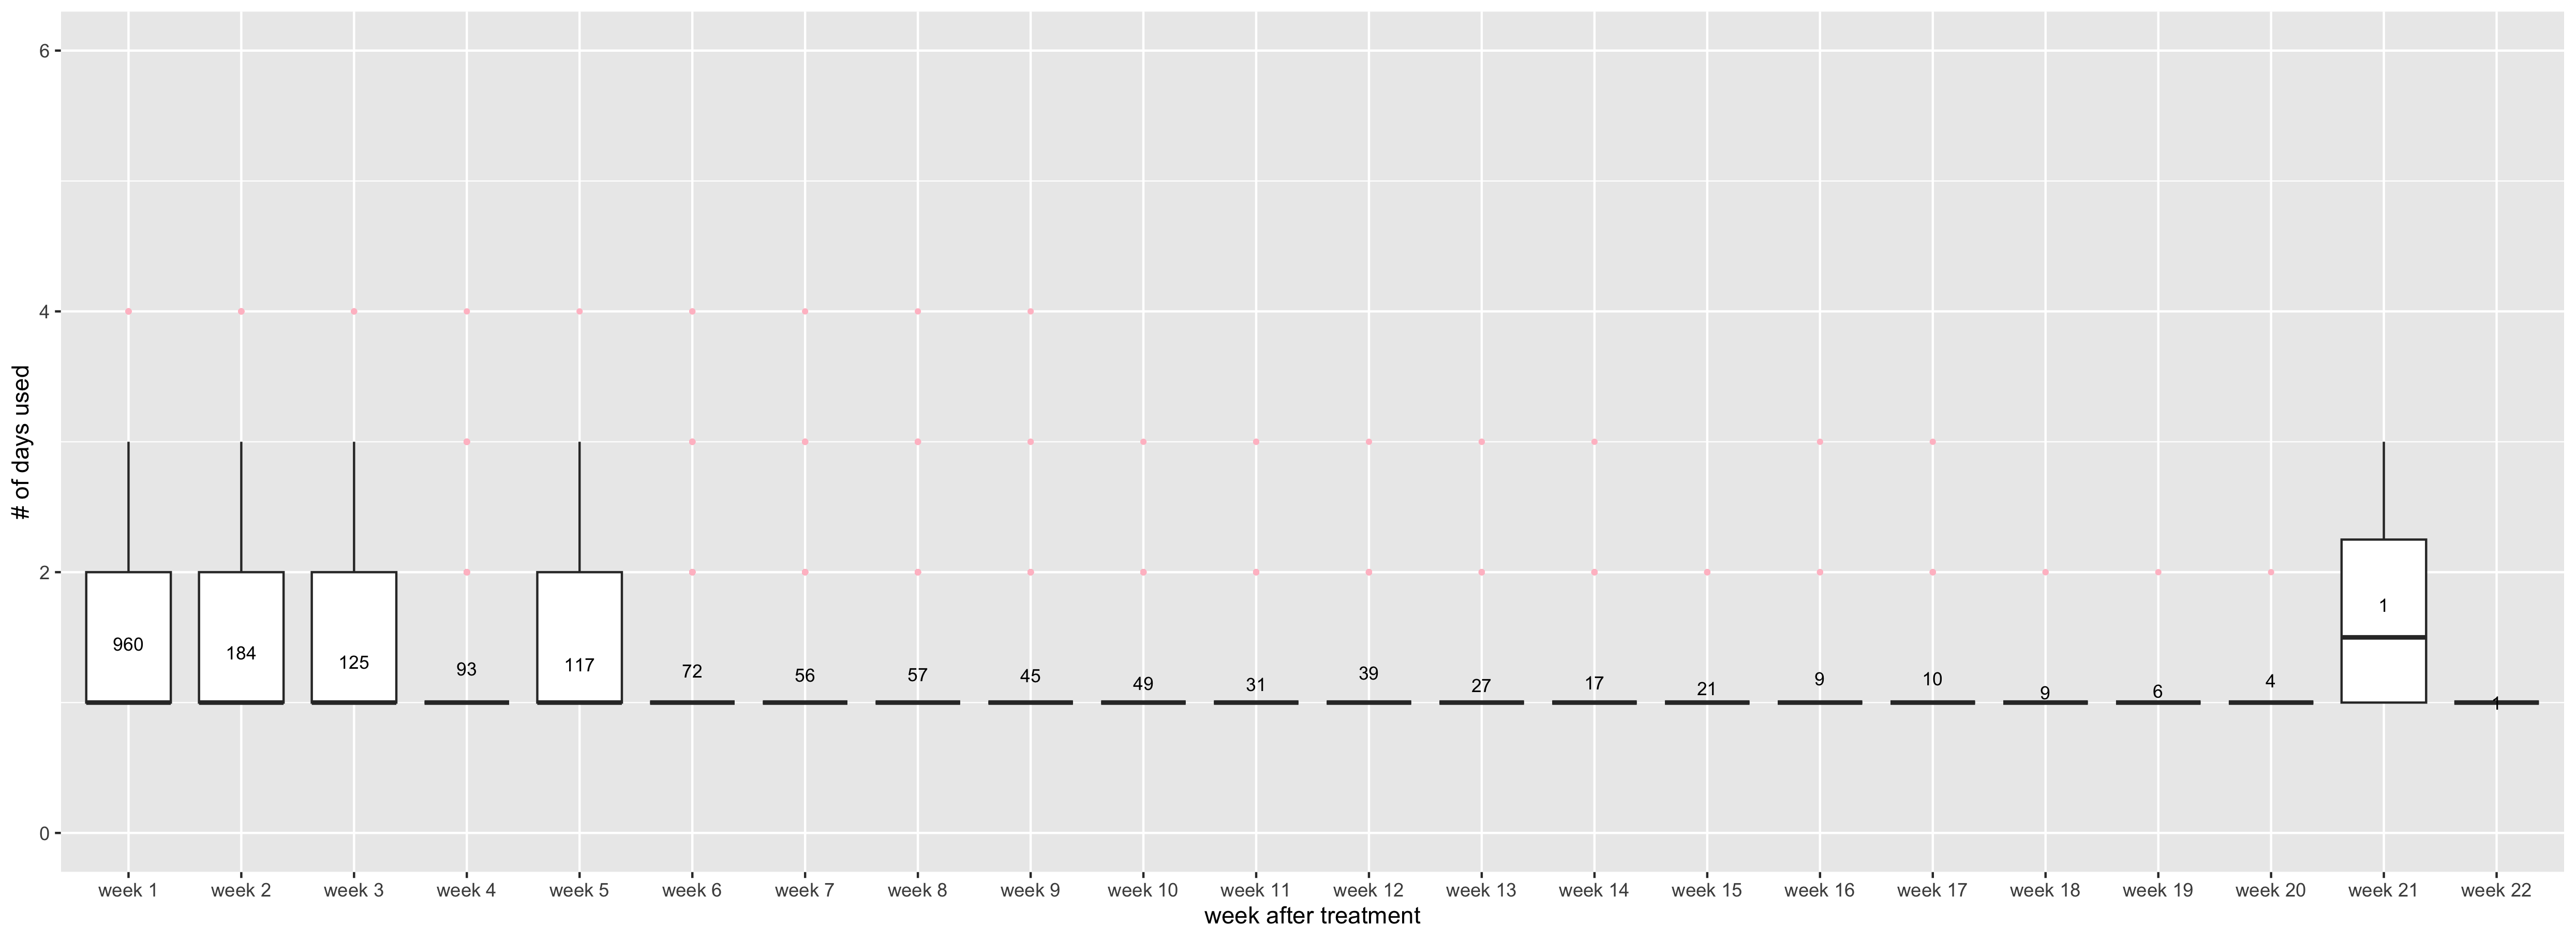 # of days used
6
4
2
0
960
184
125
93
117
72
56
57
45
49
31
39
27
17
21
9
10
9
6
4
1
1
week 1
week 2
week 3
week 4
week 5
week 6
week 7
week 8
week 9
week 10
week 11
week 12
week 13
week 14
week 15
week 16
week 17
week 18
week 19
week 20
week 21
week 22
week after treatment